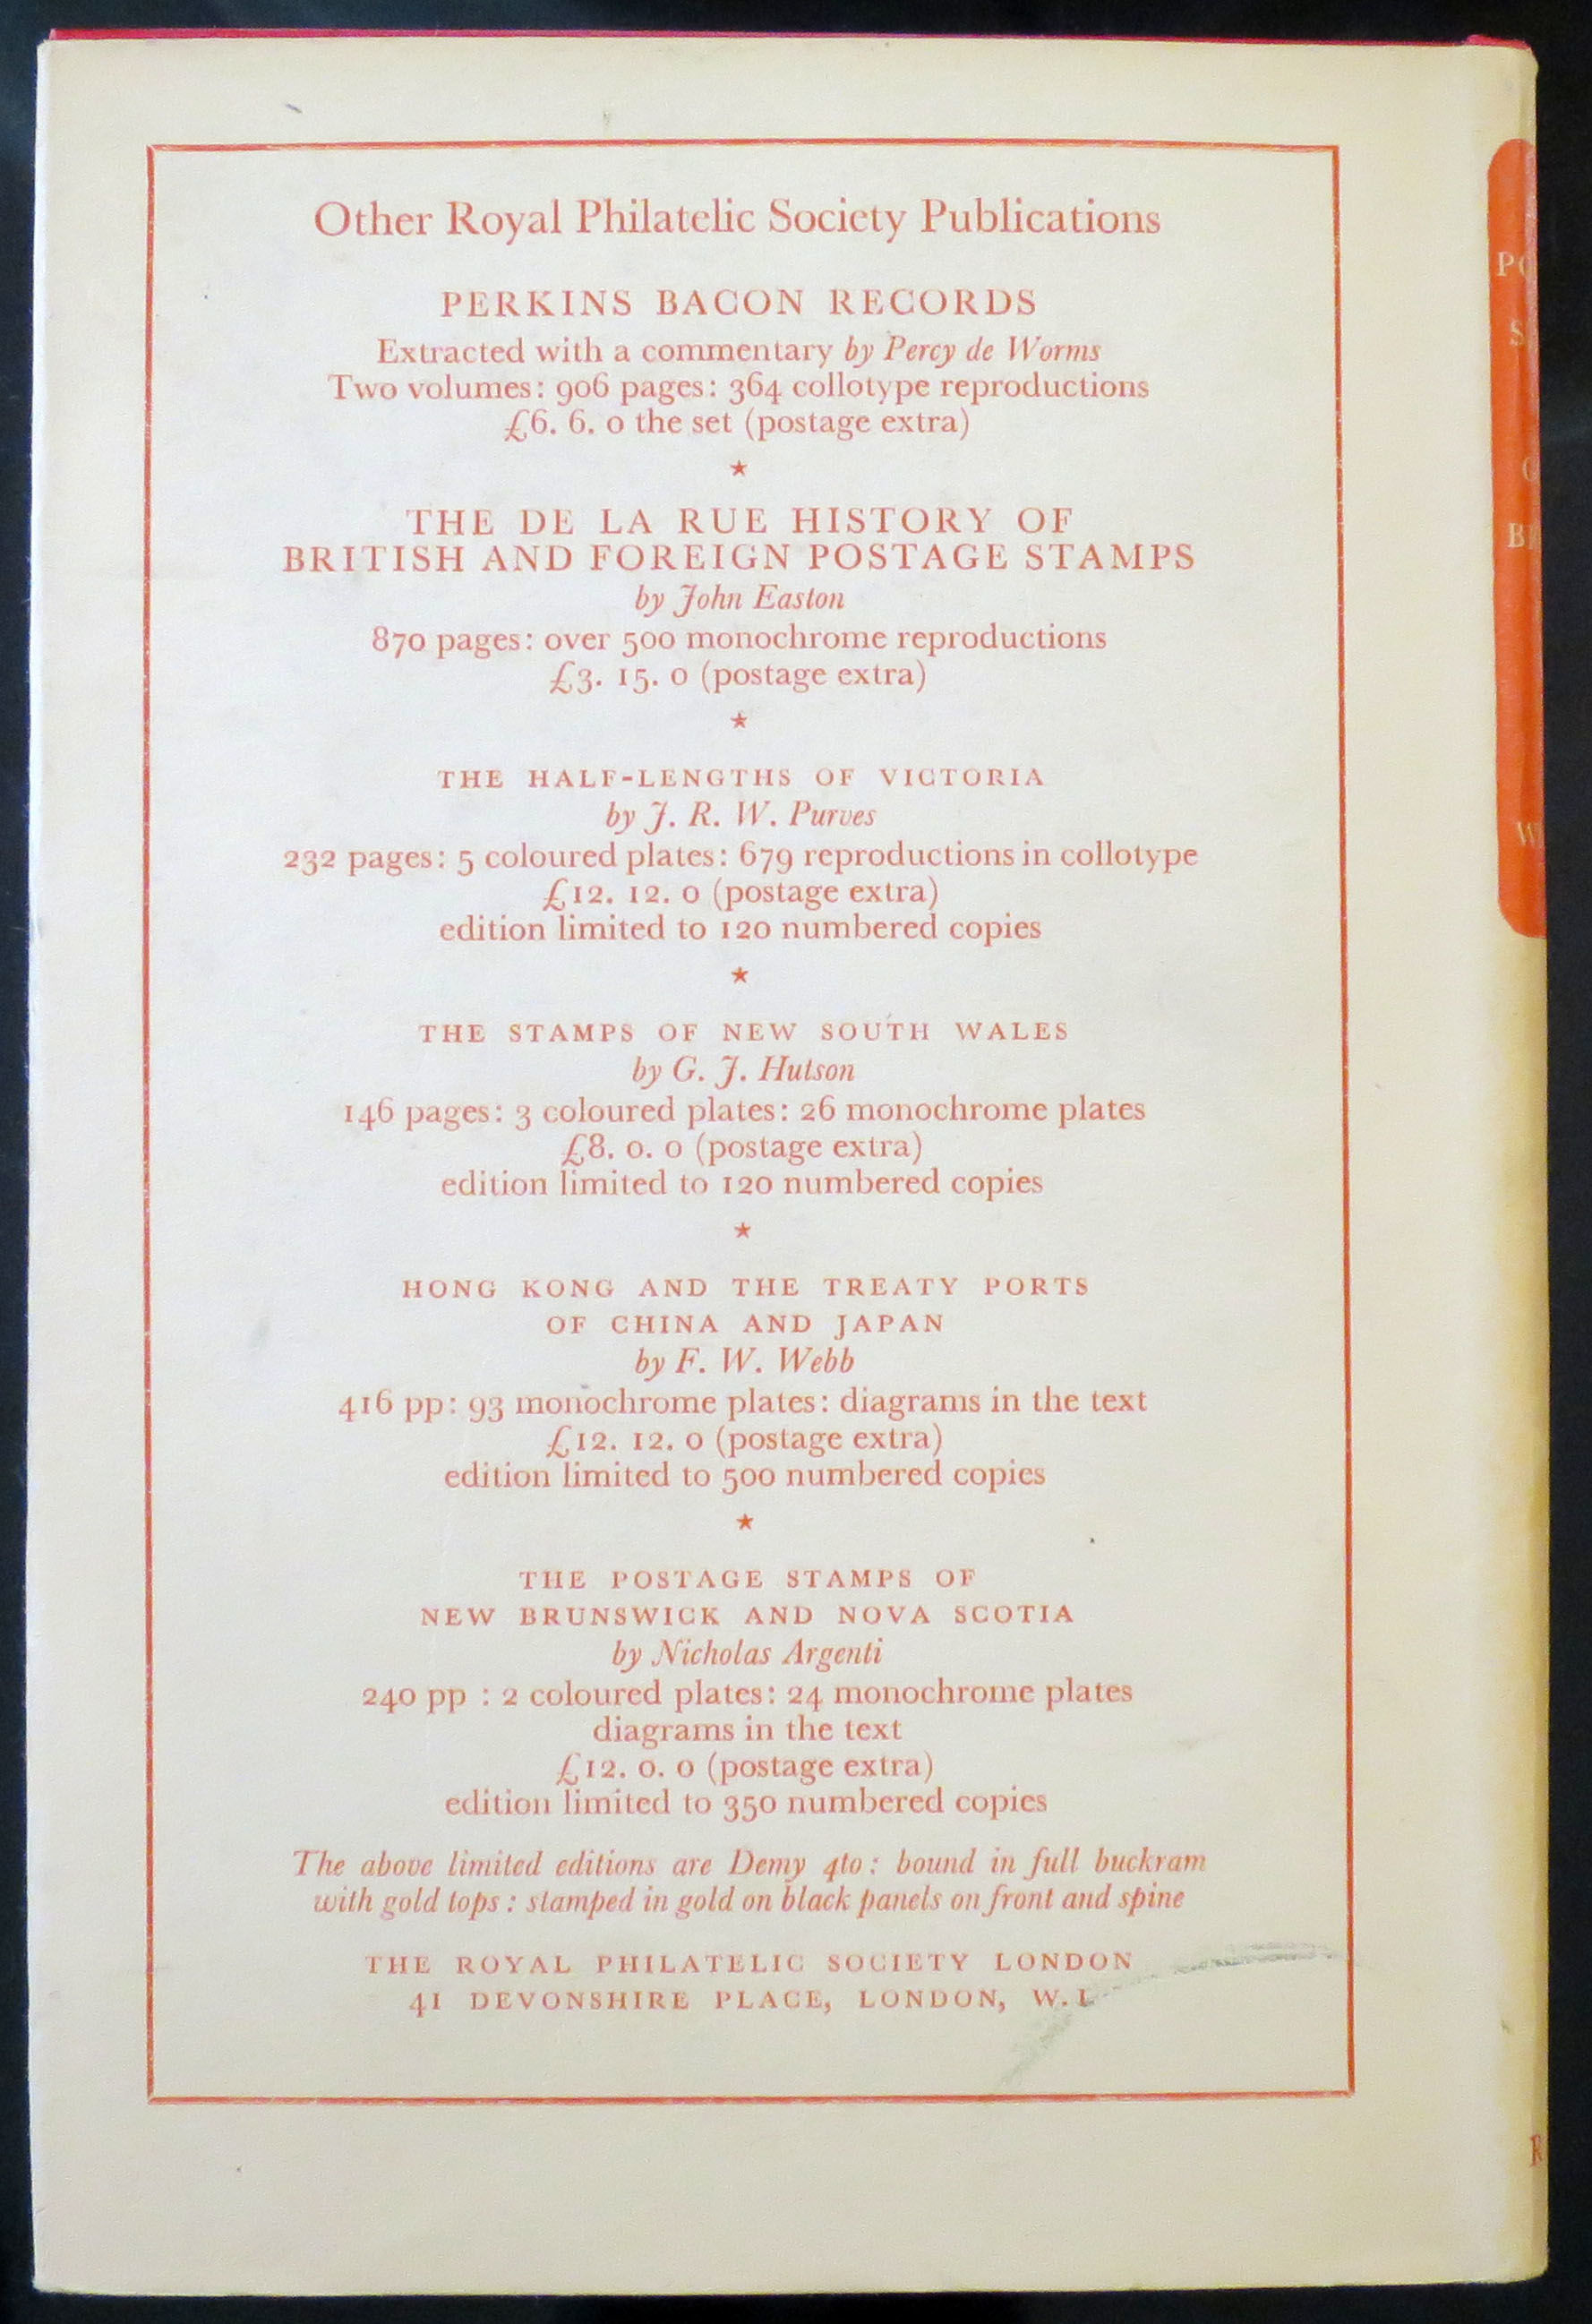 Other Royal Philatelic Society Publications
PERKINS BACON RECORDS
Extracted with a commentary by Percy de Worms
Two volumes: 906 pages: 364 collotype reproductions
£6. 6. 0 the set (postage extra)
★
THE DE LA RUE HISTORY OF
BRITISH AND FOREIGN POSTAGE STAMPS
by John Easton
870 pages: over 500 monochrome reproductions
£3. 15. 0 (postage extra)
★
THE HALF-LENGTHS OF VICTORIA
by J. R. W. Purves
232 pages: 5 coloured plates: 679 reproductions in collotype
£12. 12. 0 (postage extra)
edition limited to 120 numbered copies
★
THE STAMPS OF NEW SOUTH WALES
by G. J. Hutson
146 pages: 3 coloured plates: 26 monochrome plates
£8. 0. 0 (postage extra)
edition limited to 120 numbered copies
★
HONG KONG AND THE TREATY PORTS
OF CHINA AND JAPAN
by F. W. Webb
416 pp: 93 monochrome plates: diagrams in the text
£12. 12. 0 (postage extra)
edition limited to 500 numbered copies
★
THE POSTAGE STAMPS OF
NEW BRUNSWICK AND NOVA SCOTIA
by Nicholas Argenti
240 pp : 2 coloured plates: 24 monochrome plates
diagrams in the text
£12. 0. 0 (postage extra)
edition limited to 350 numbered copies
The above limited editions are Demy 4to: bound in full buckram
with gold tops: stamped in gold on black panels on front and spine
THE ROYAL PHILATELIC SOCIETY LONDON
41 DEVONSHIRE PLACE, LONDON, W.1